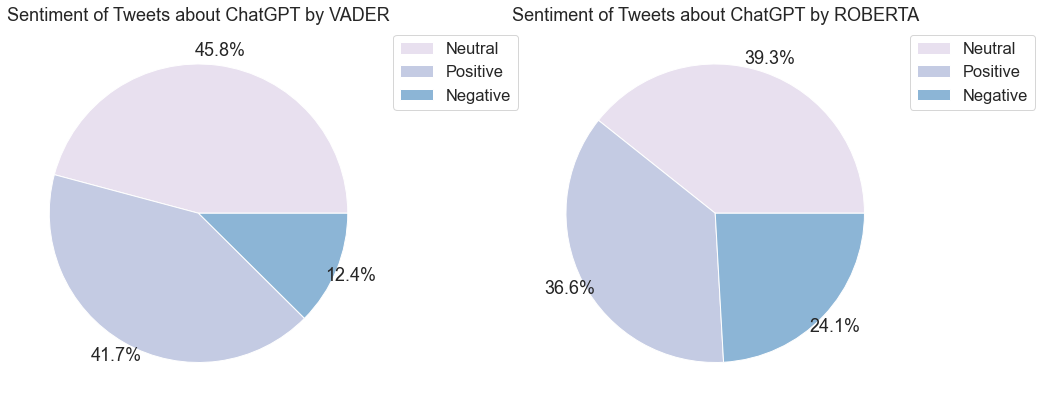 Sentiment of Tweets about ChatGPT by VADER
45.8%
Neutral
Positive
Negative
12.4%
41.7%
Sentiment of Tweets about ChatGPT by ROBERTA
39.3%
Neutral
Positive
Negative
36.6%
24.1%